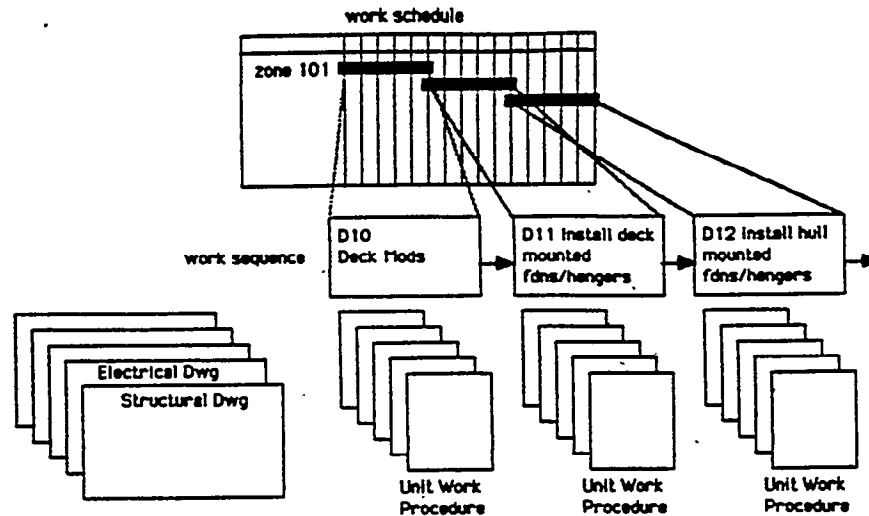 work schedule
zone 101
work sequence
D10
Deck Mods
D11 Install deck
mounted
fdns/hangers
D12 Install hull
mounted
fdns/hangers
Electrical Dwg
Structural Dwg
Unit Work
Procedure
Unit Work
Procedure
Unit Work
Procedure